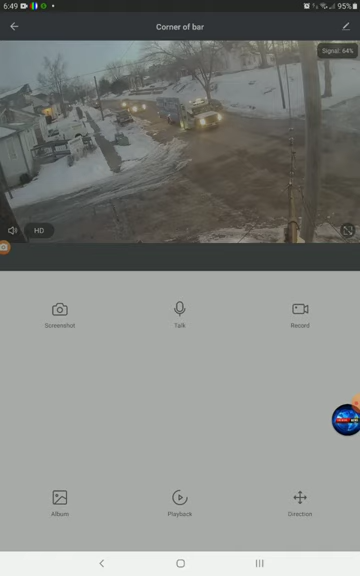 6:49
95%
Corner of bar
Signal: 64%
HD
Screenshot
Talk
Record
Album
Playback
Direction